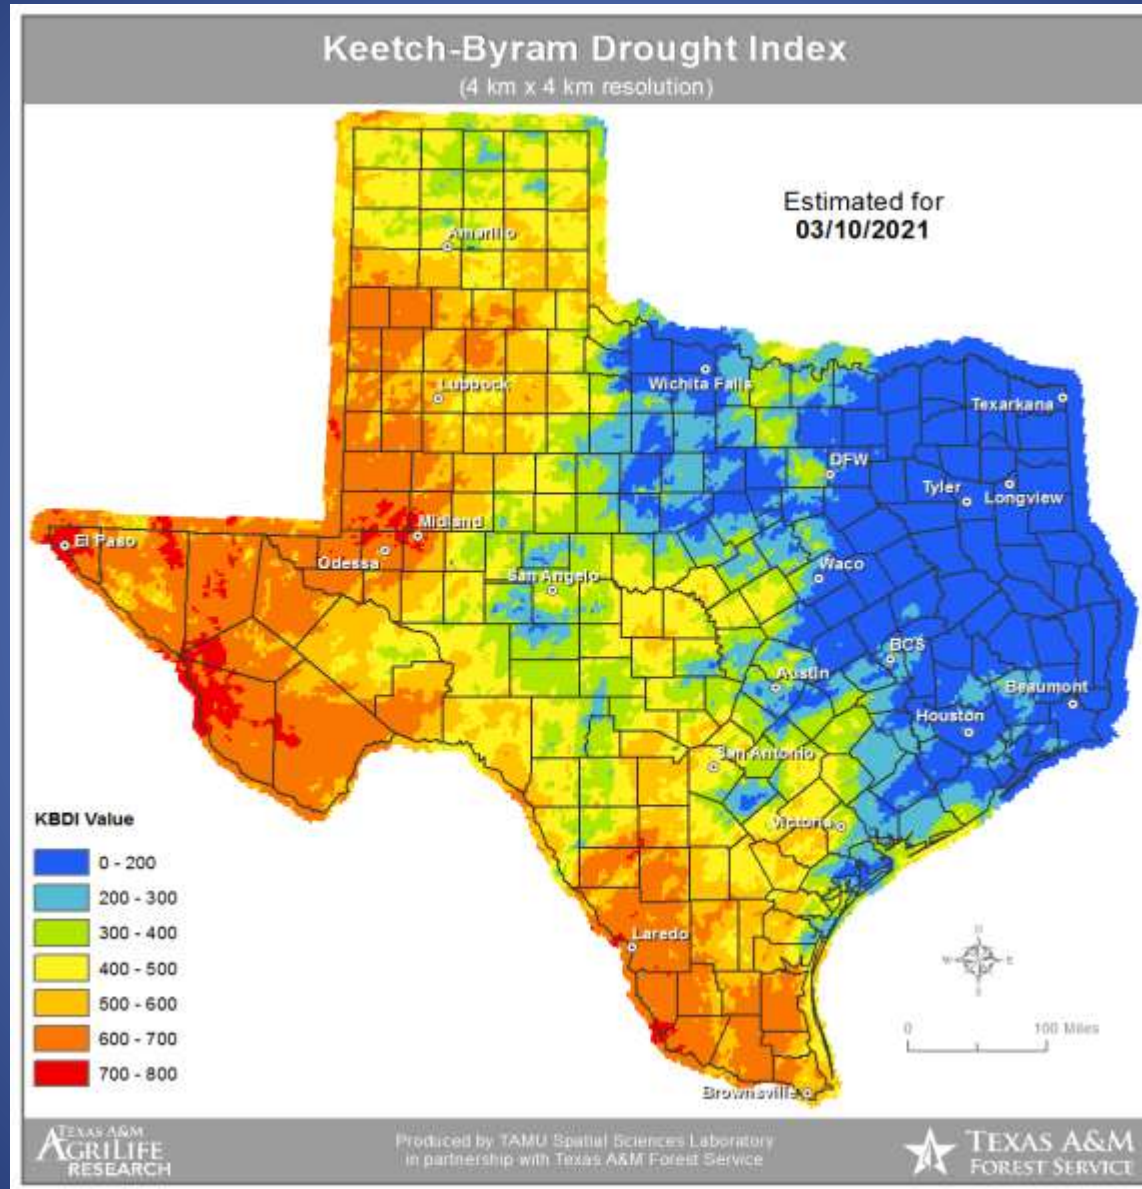 Keetch-Byram Drought Index
(4 km x 4 km resolution)
Estimated for
03/10/2021
Amarillo
Wichita Falls
Lubbock
Texarkana
DFW
Tyler
Longview
Midland
El Paso
Odessa
San Angelo
Waco
BCS
Austin
Beaumont
Houston
San Antonio
Victoria
KBDI Value
0 - 200
200 - 300
300 - 400
400 - 500
500 - 600
600 - 700
700 - 800
Laredo
N
W E
S
0 100 Miles
Brownsville
TEXAS A&M
AGRILIFE
RESEARCH
Produced by TAMU Spatial Sciences Laboratory
in partnership with Texas A&M Forest Service
TEXAS A&M
FOREST SERVICE